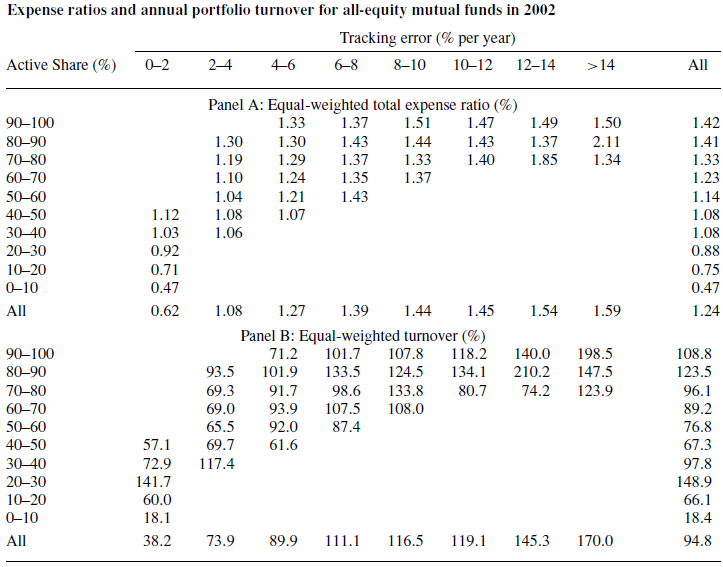 Expense ratios and annual portfolio turnover for all-equity mutual funds in 2002
Tracking error (% per year)
Active Share (%) 0–2 2–4 4–6 6–8 8–10 10–12 12–14 >14 All
Panel A: Equal-weighted total expense ratio (%)
90–100 1.33 1.37 1.51 1.47 1.49 1.50 1.42
80–90 1.30 1.30 1.43 1.44 1.43 1.37 2.11 1.41
70–80 1.19 1.29 1.37 1.33 1.40 1.85 1.34 1.33
60–70 1.10 1.24 1.35 1.37 1.23
50–60 1.04 1.21 1.43 1.14
40–50 1.12 1.08 1.07 1.08
30–40 1.03 1.06 1.08
20–30 0.92 0.88
10–20 0.71 0.75
0–10 0.47 0.47
All 0.62 1.08 1.27 1.39 1.44 1.45 1.54 1.59 1.24
Panel B: Equal-weighted turnover (%)
90–100 71.2 101.7 107.8 118.2 140.0 198.5 108.8
80–90 93.5 101.9 133.5 124.5 134.1 210.2 147.5 123.5
70–80 69.3 91.7 98.6 133.8 80.7 74.2 123.9 96.1
60–70 69.0 93.9 107.5 108.0 89.2
50–60 65.5 92.0 87.4 76.8
40–50 57.1 69.7 61.6 67.3
30–40 72.9 117.4 97.8
20–30 141.7 148.9
10–20 60.0 66.1
0–10 18.1 18.4
All 38.2 73.9 89.9 111.1 116.5 119.1 145.3 170.0 94.8